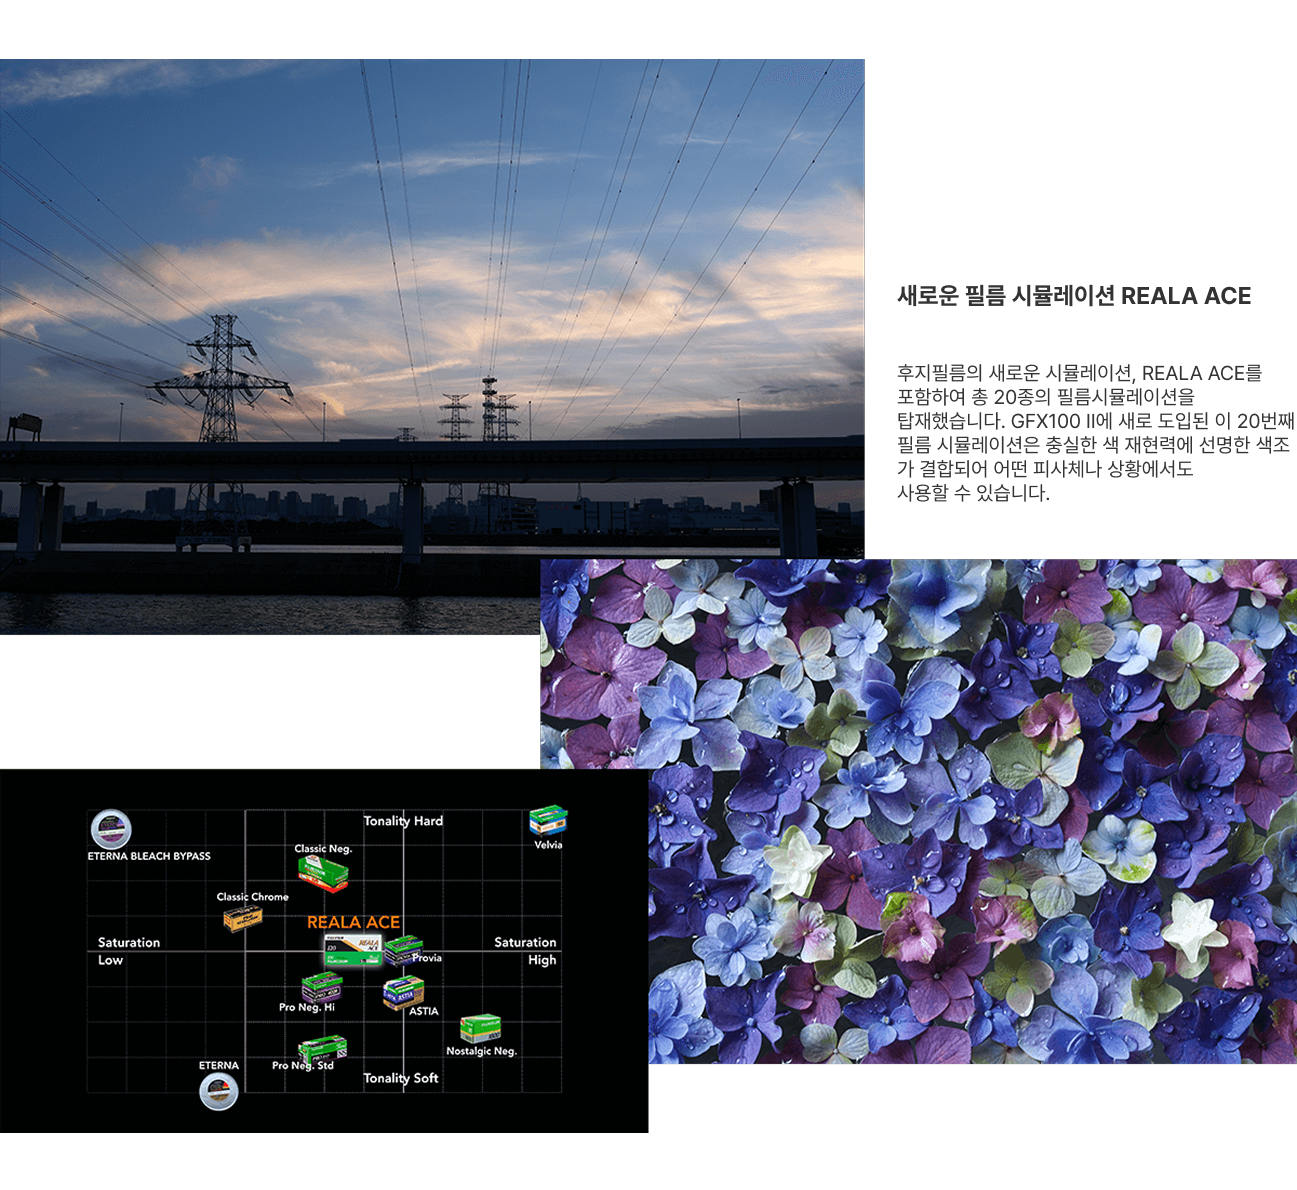 새로운 필름 시뮬레이션 REALA ACE
후지필름의 새로운 시뮬레이션, REALA ACE를
포함하여 총 20종의 필름시뮬레이션을
탑재했습니다. GFX100 II에 새로 도입된 이 20번째
필름 시뮬레이션은 충실한 색 재현력에 선명한 색조
가 결합되어 어떤 피사체나 상황에서도
사용할 수 있습니다.
Tonality Hard
ETERNA BLEACH BYPASS
Velvia
Classic Neg.
Classic Chrome
REALA ACE
REALA
ACE
Saturation
Low
Saturation
High
Provia
Pro Neg. Hi
ASTIA
ASTIA
Nostalgic Neg.
Pro Neg. Std
ETERNA
Tonality Soft